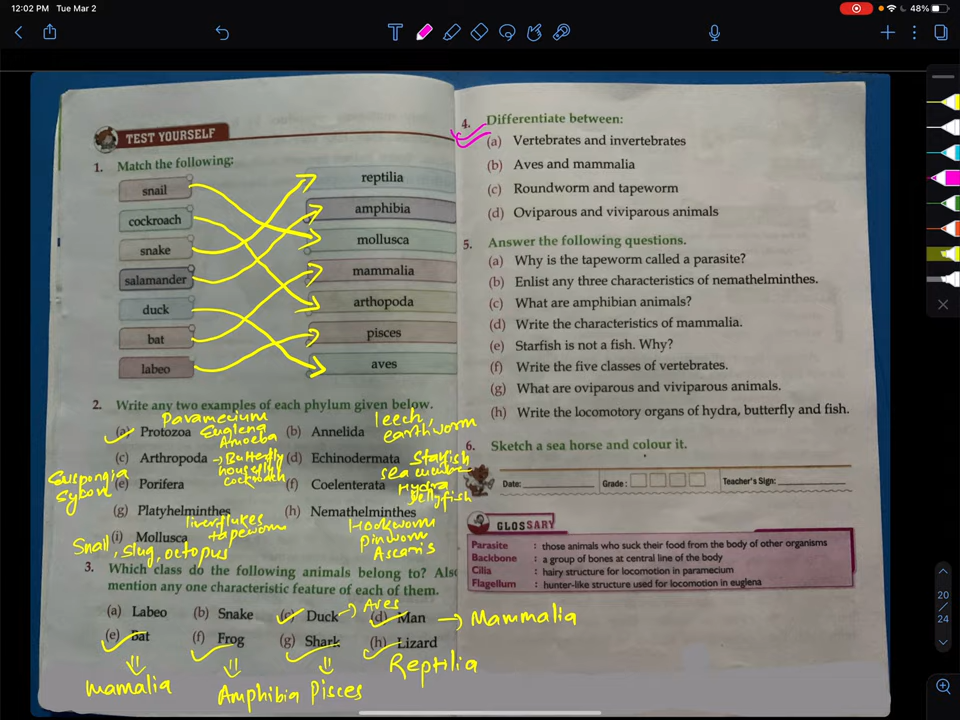 12:02 PM Tue Mar 2
48%
TEST YOURSELF
1. Match the following:
snail
cockroach
snake
salamander
duck
bat
labeo
reptilia
amphibia
mollusca
mammalia
arthopoda
pisces
aves
2. Write any two examples of each phylum given below.
(a) Protozoa
Paramecium
Euglena
Amoeba
(b) Annelida
leech,
earthworm
(c) Arthropoda
→ Butterfly
housefly
cockroach
(d) Echinodermata
Starfish
sea cucumber
(e) Porifera
Euspongia
Sycon
(f) Coelenterata
Hydra
Jellyfish
(g) Platyhelminthes
liverflukes
tapeworm
(h) Nemathelminthes
Hookworm
Pinworm
Ascaris
(i) Mollusca
Snail, slug, octopus
3. Which class do the following animals belong to? Also
mention any one characteristic feature of each of them.
(a) Labeo (b) Snake (c) Duck → Aves (d) Man → Mammalia
(e) Bat (f) Frog (g) Shark (h) Lizard
mamalia Amphibia Pisces Reptilia
4. Differentiate between:
(a) Vertebrates and invertebrates
(b) Aves and mammalia
(c) Roundworm and tapeworm
(d) Oviparous and viviparous animals
5. Answer the following questions.
(a) Why is the tapeworm called a parasite?
(b) Enlist any three characteristics of nemathelminthes.
(c) What are amphibian animals?
(d) Write the characteristics of mammalia.
(e) Starfish is not a fish. Why?
(f) Write the five classes of vertebrates.
(g) What are oviparous and viviparous animals.
(h) Write the locomotory organs of hydra, butterfly and fish.
6. Sketch a sea horse and colour it.
Date: Grade: Teacher's Sign:
GLOSSARY
Parasite : those animals who suck their food from the body of other organisms
Backbone : a group of bones at central line of the body
Cilia : hairy structure for locomotion in paramecium
Flagellum : hunter-like structure used for locomotion in euglena
20
/
24